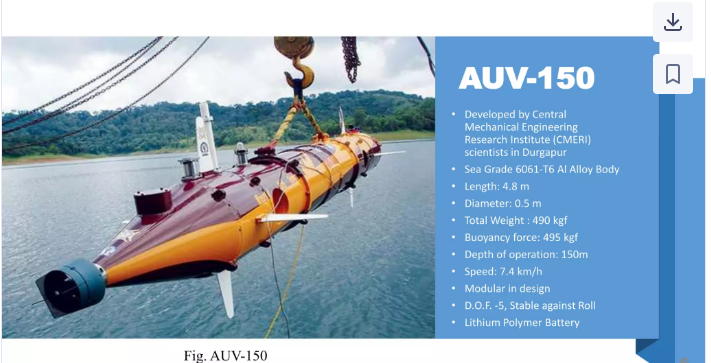 AUV-150
• Developed by Central
Mechanical Engineering
Research Institute (CMERI)
scientists in Durgapur
• Sea Grade 6061-T6 Al Alloy Body
• Length: 4.8 m
• Diameter: 0.5 m
• Total Weight : 490 kgf
• Buoyancy force: 495 kgf
• Depth of operation: 150m
• Speed: 7.4 km/h
• Modular in design
• D.O.F. -5, Stable against Roll
• Lithium Polymer Battery
Fig. AUV-150